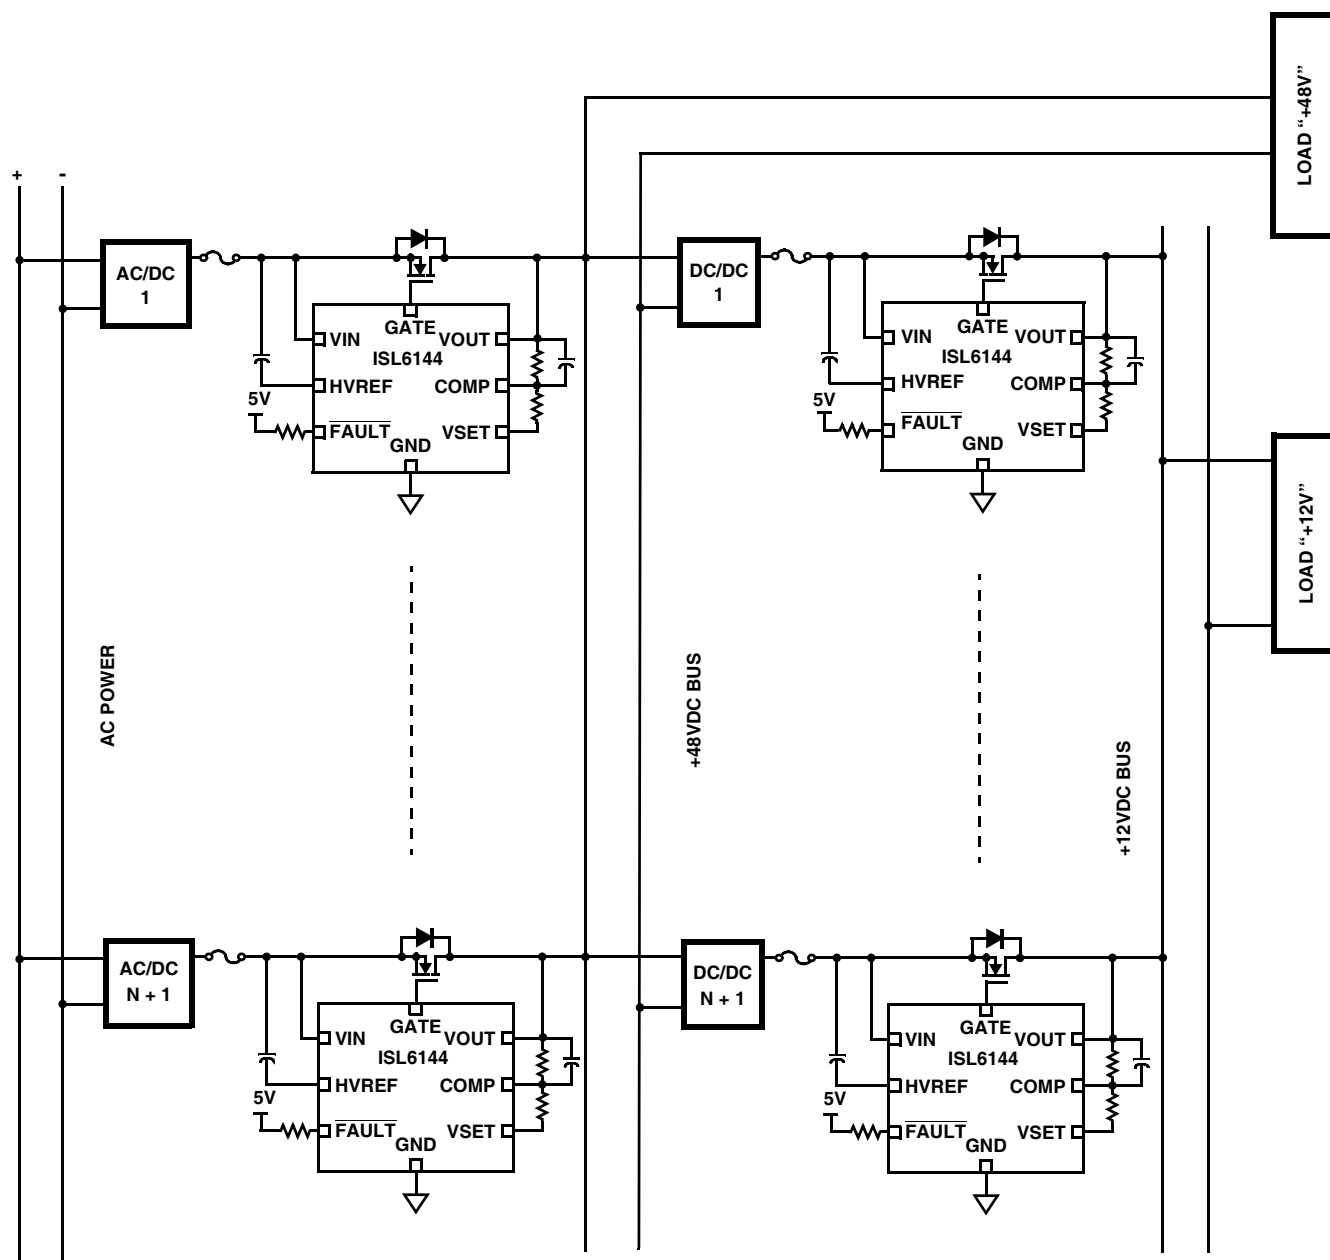 LOAD “+48V”
+ -
AC/DC
1
GATE
VIN
VOUT
ISL6144
HVREF
COMP
5V
FAULT
VSET
GND
DC/DC
1
GATE
VIN
VOUT
ISL6144
HVREF
COMP
5V
FAULT
VSET
GND
LOAD “+12V”
AC POWER
+48VDC BUS
+12VDC BUS
AC/DC
N + 1
GATE
VIN
VOUT
ISL6144
HVREF
COMP
5V
FAULT
VSET
GND
DC/DC
N + 1
GATE
VIN
VOUT
ISL6144
HVREF
COMP
5V
FAULT
VSET
GND